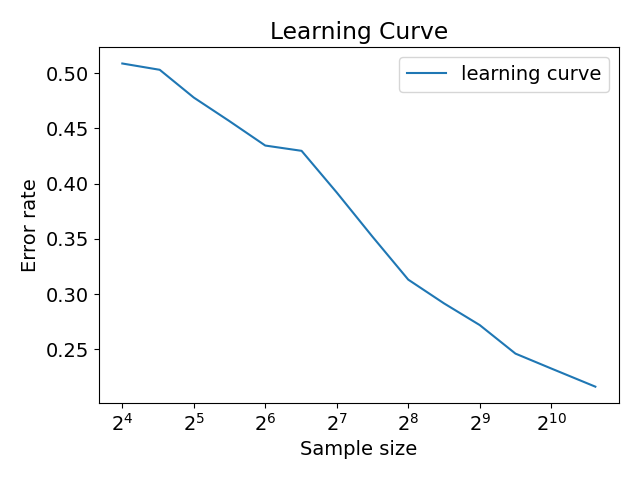 Learning Curve
learning curve
Error rate
0.50
0.45
0.40
0.35
0.30
0.25
2⁴ 2⁵ 2⁶ 2⁷ 2⁸ 2⁹ 2¹⁰
Sample size